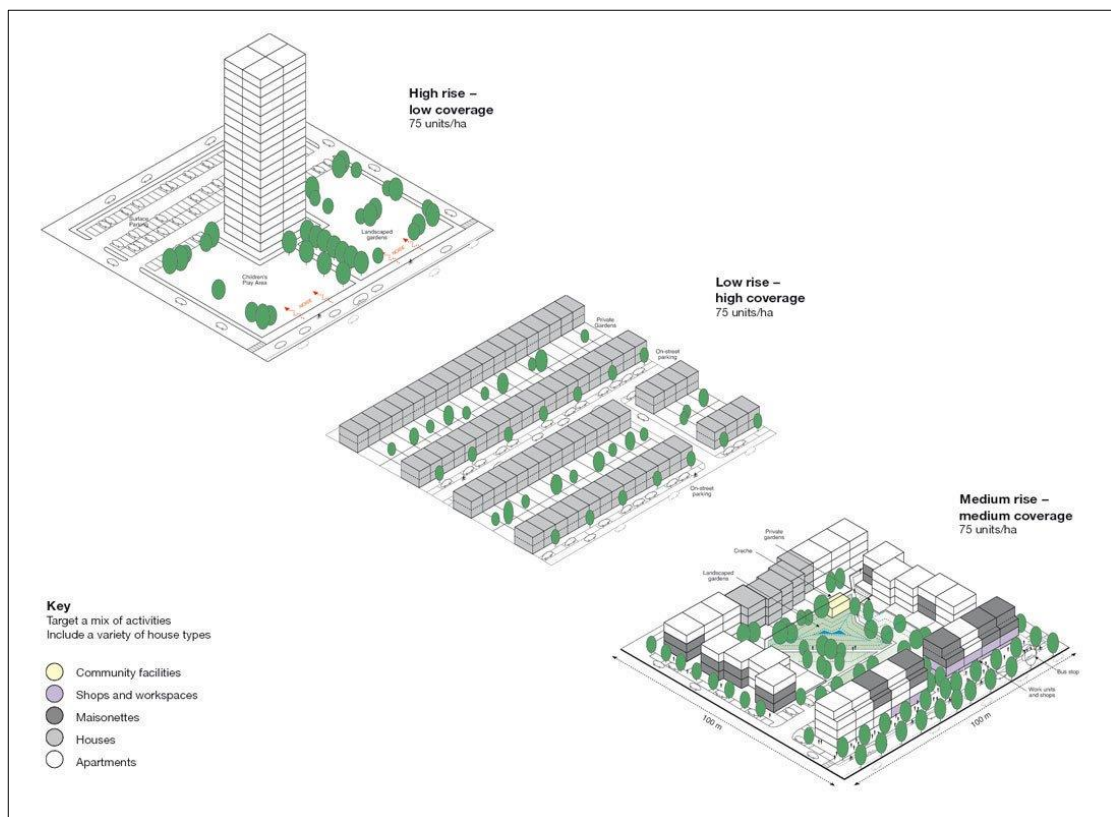 High rise –
low coverage
75 units/ha
Surface
Parking
Landscaped
gardens
Children's
Play Area
NOISE
NOISE
Low rise –
high coverage
75 units/ha
Private
Gardens
On-street
parking
On-street
parking
Medium rise –
medium coverage
75 units/ha
Private
gardens
Creche
Landscaped
gardens
Bus stop
Work units
and shops
100 m
100 m
Key
Target a mix of activities
Include a variety of house types
Community facilities
Shops and workspaces
Maisonettes
Houses
Apartments